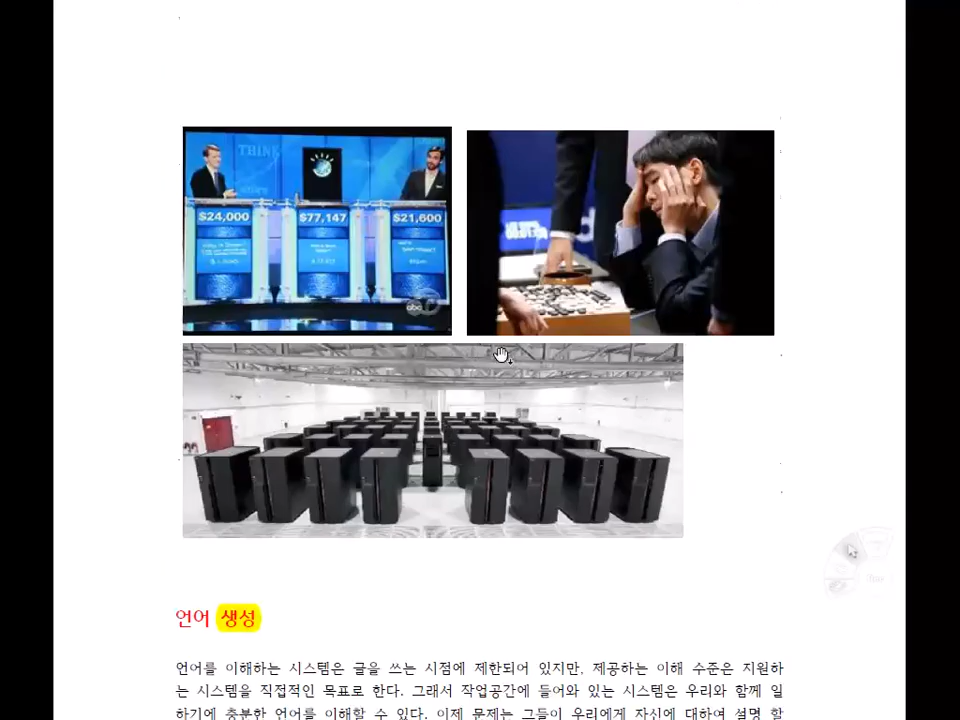 THINK
$24,000
$77,147
$21,600
abc 7
언어 생성
언어를 이해하는 시스템은 글을 쓰는 시점에 제한되어 있지만, 제공하는 이해 수준은 지원하
는 시스템을 직접적인 목표로 한다. 그래서 작업공간에 들어와 있는 시스템은 우리와 함께 일
하기에 충분한 언어를 이해할 수 있다. 이제 문제는 그들이 우리에게 자신에 대하여 설명 할